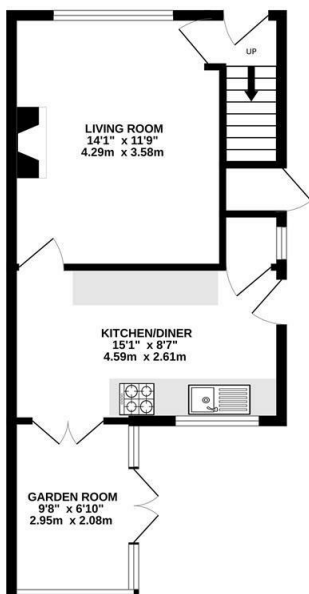 UP
LIVING ROOM
14'1" x 11'9"
4.29m x 3.58m
KITCHEN/DINER
15'1" x 8'7"
4.59m x 2.61m
GARDEN ROOM
9'8" x 6'10"
2.95m x 2.08m